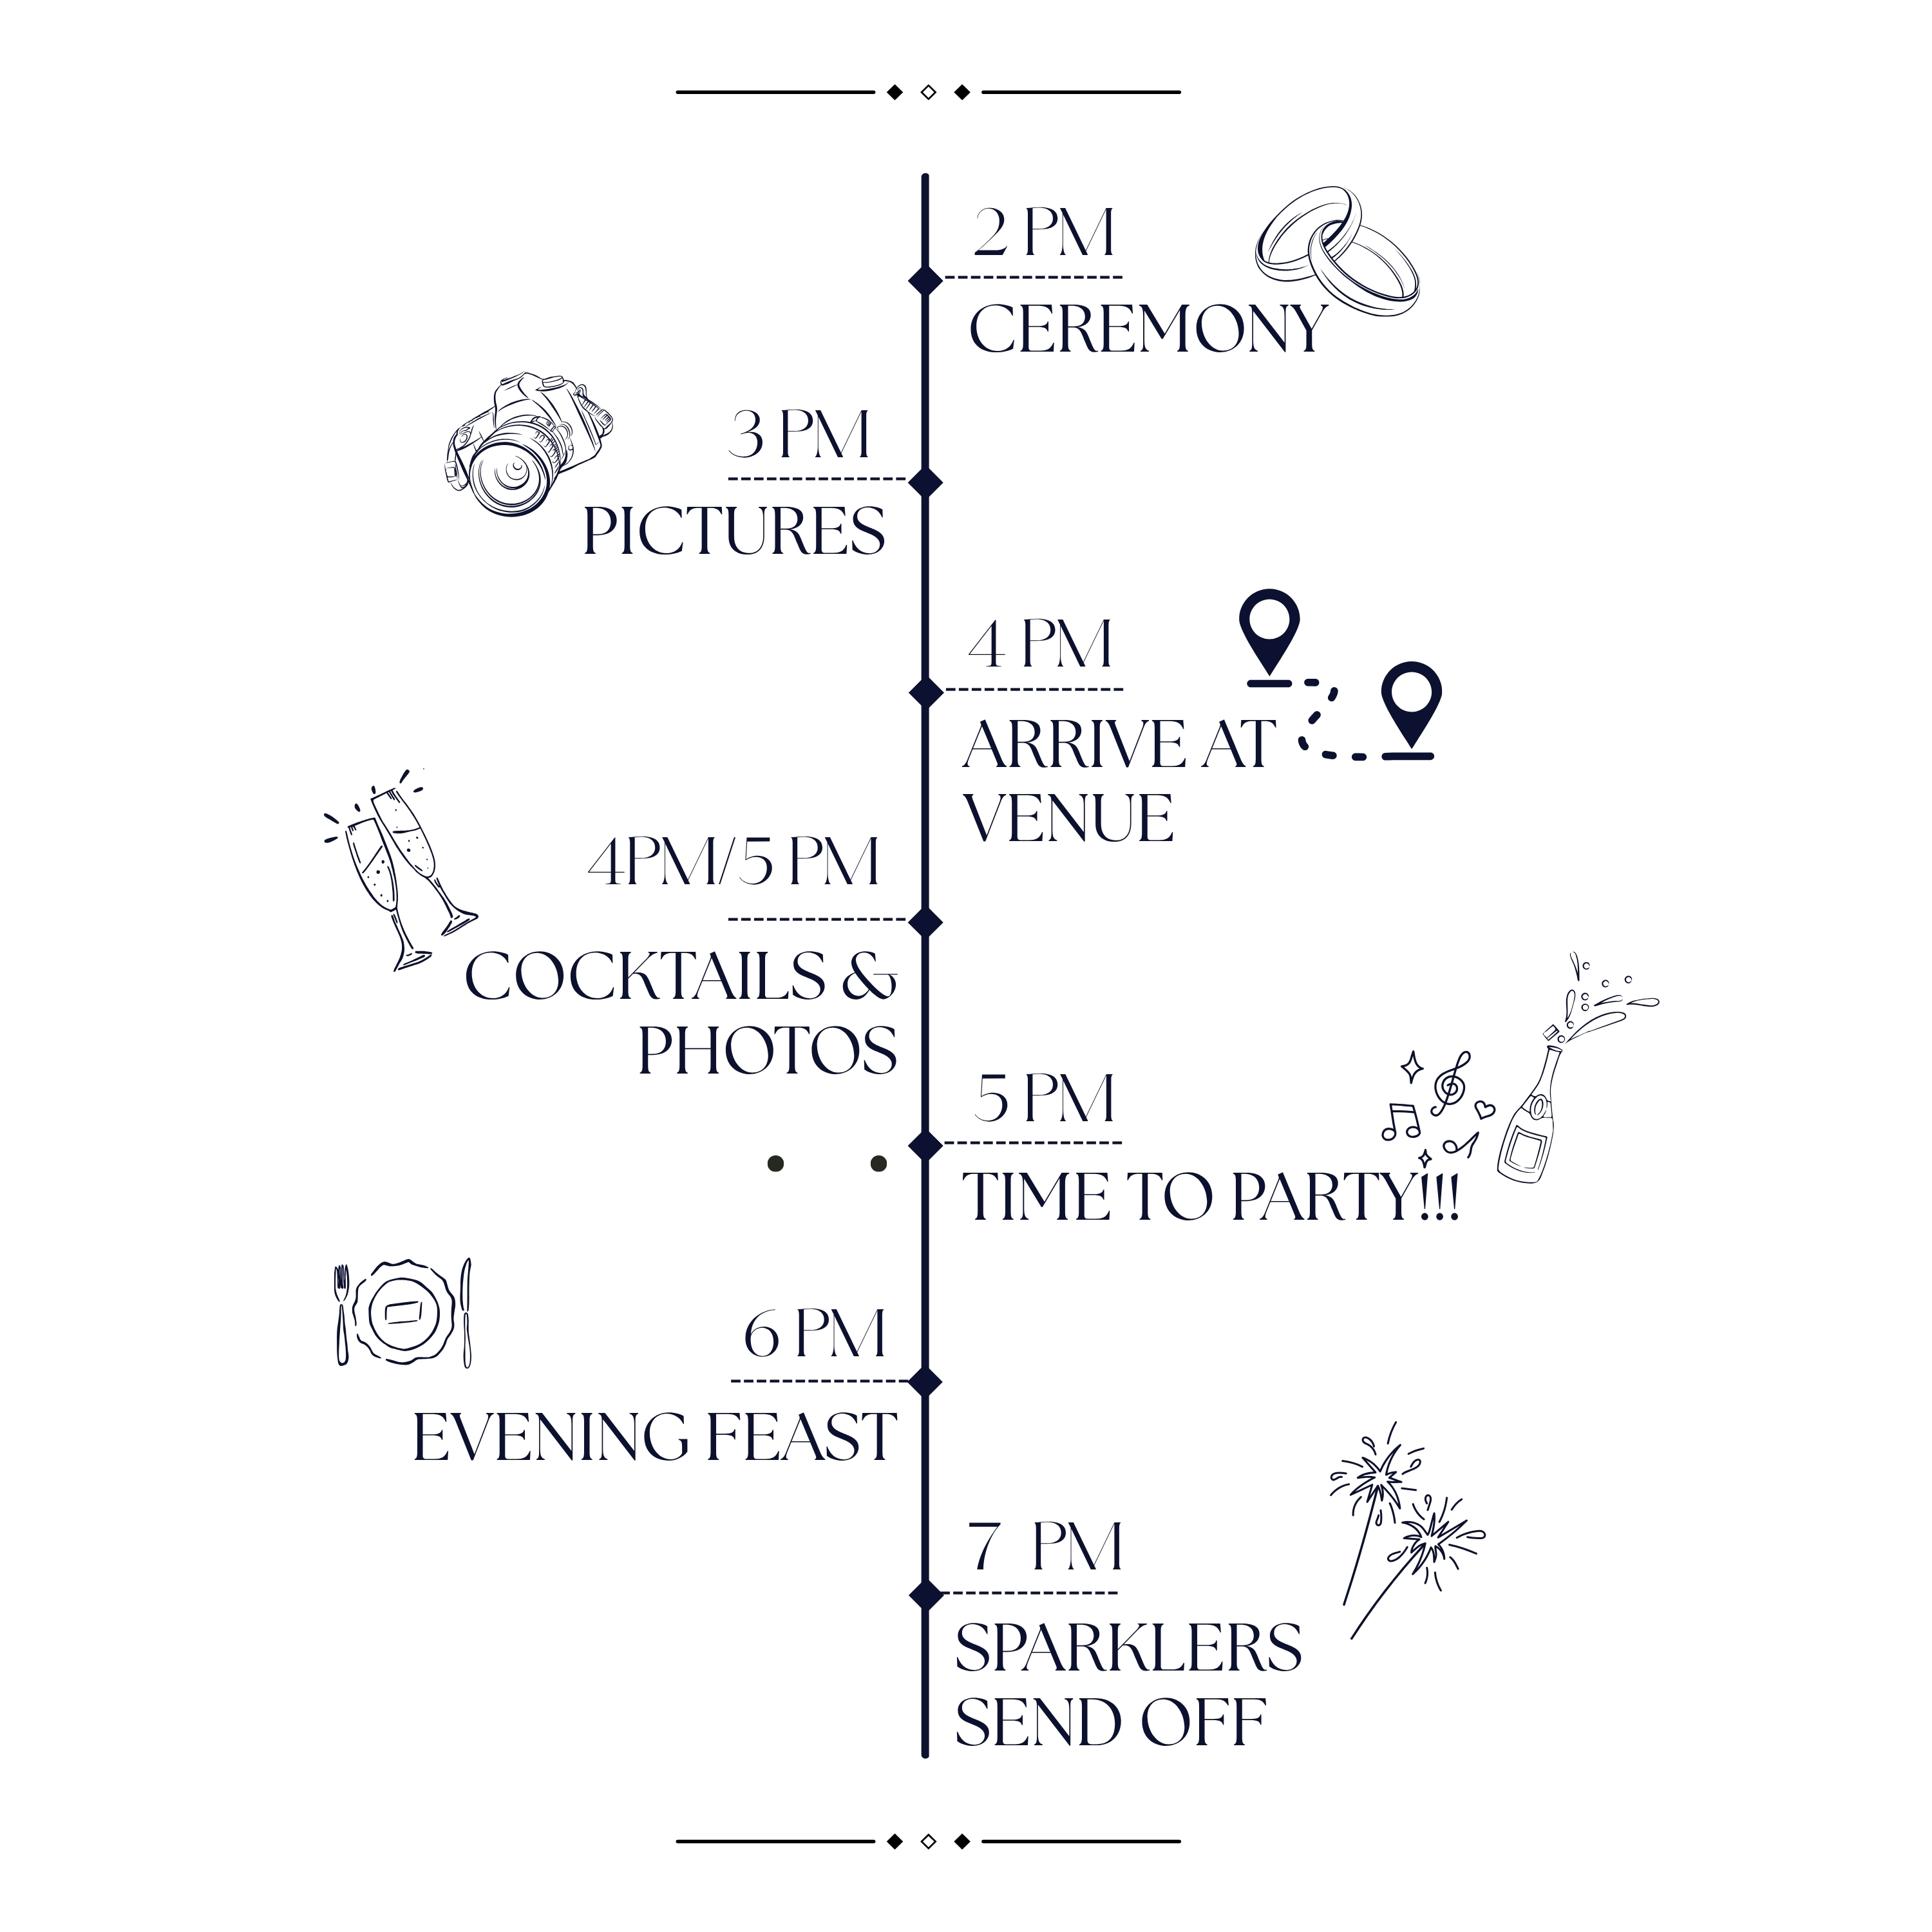 2 PM
CEREMONY
3 PM
PICTURES
4 PM
ARRIVE AT
VENUE
4PM/5 PM
COCKTAILS &
PHOTOS
5 PM
TIME TO PARTY!!!
6 PM
EVENING FEAST
7 PM
SPARKLERS
SEND OFF